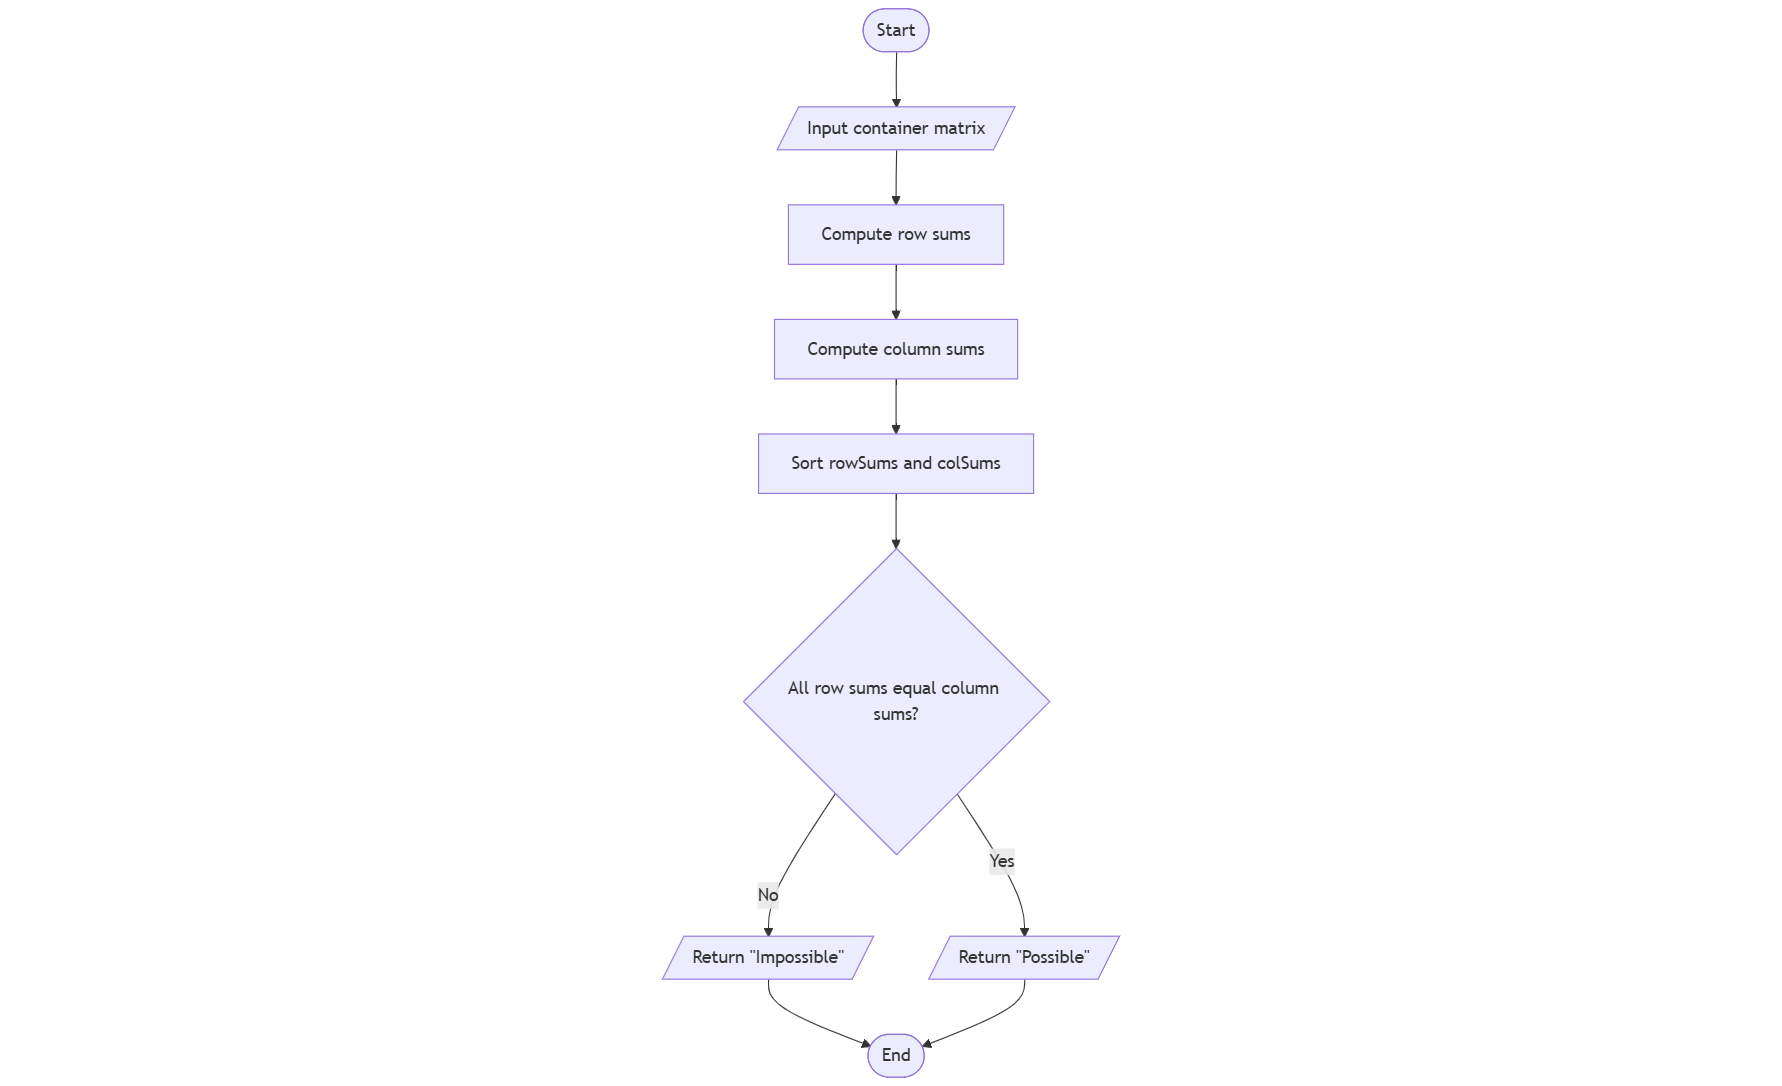 Start
Input container matrix
Compute row sums
Compute column sums
Sort rowSums and colSums
All row sums equal column
sums?
Yes
No
Return "Impossible"
Return "Possible"
End